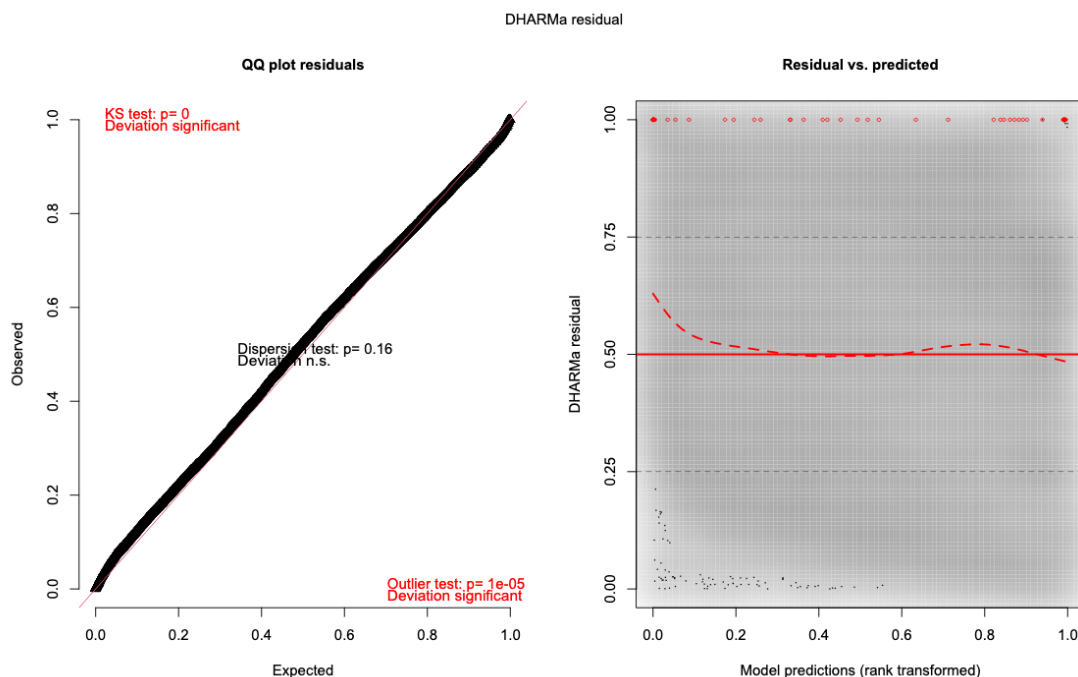 DHARMa residual
QQ plot residuals
KS test: p= 0
Deviation significant
Dispersion test: p= 0.16
Deviation n.s.
Outlier test: p= 1e-05
Deviation significant
Observed
0.0
0.2
0.4
0.6
0.8
1.0
0.0
0.2
0.4
0.6
0.8
1.0
Expected
Residual vs. predicted
DHARMa residual
0.00
0.25
0.50
0.75
1.00
0.0
0.2
0.4
0.6
0.8
1.0
Model predictions (rank transformed)